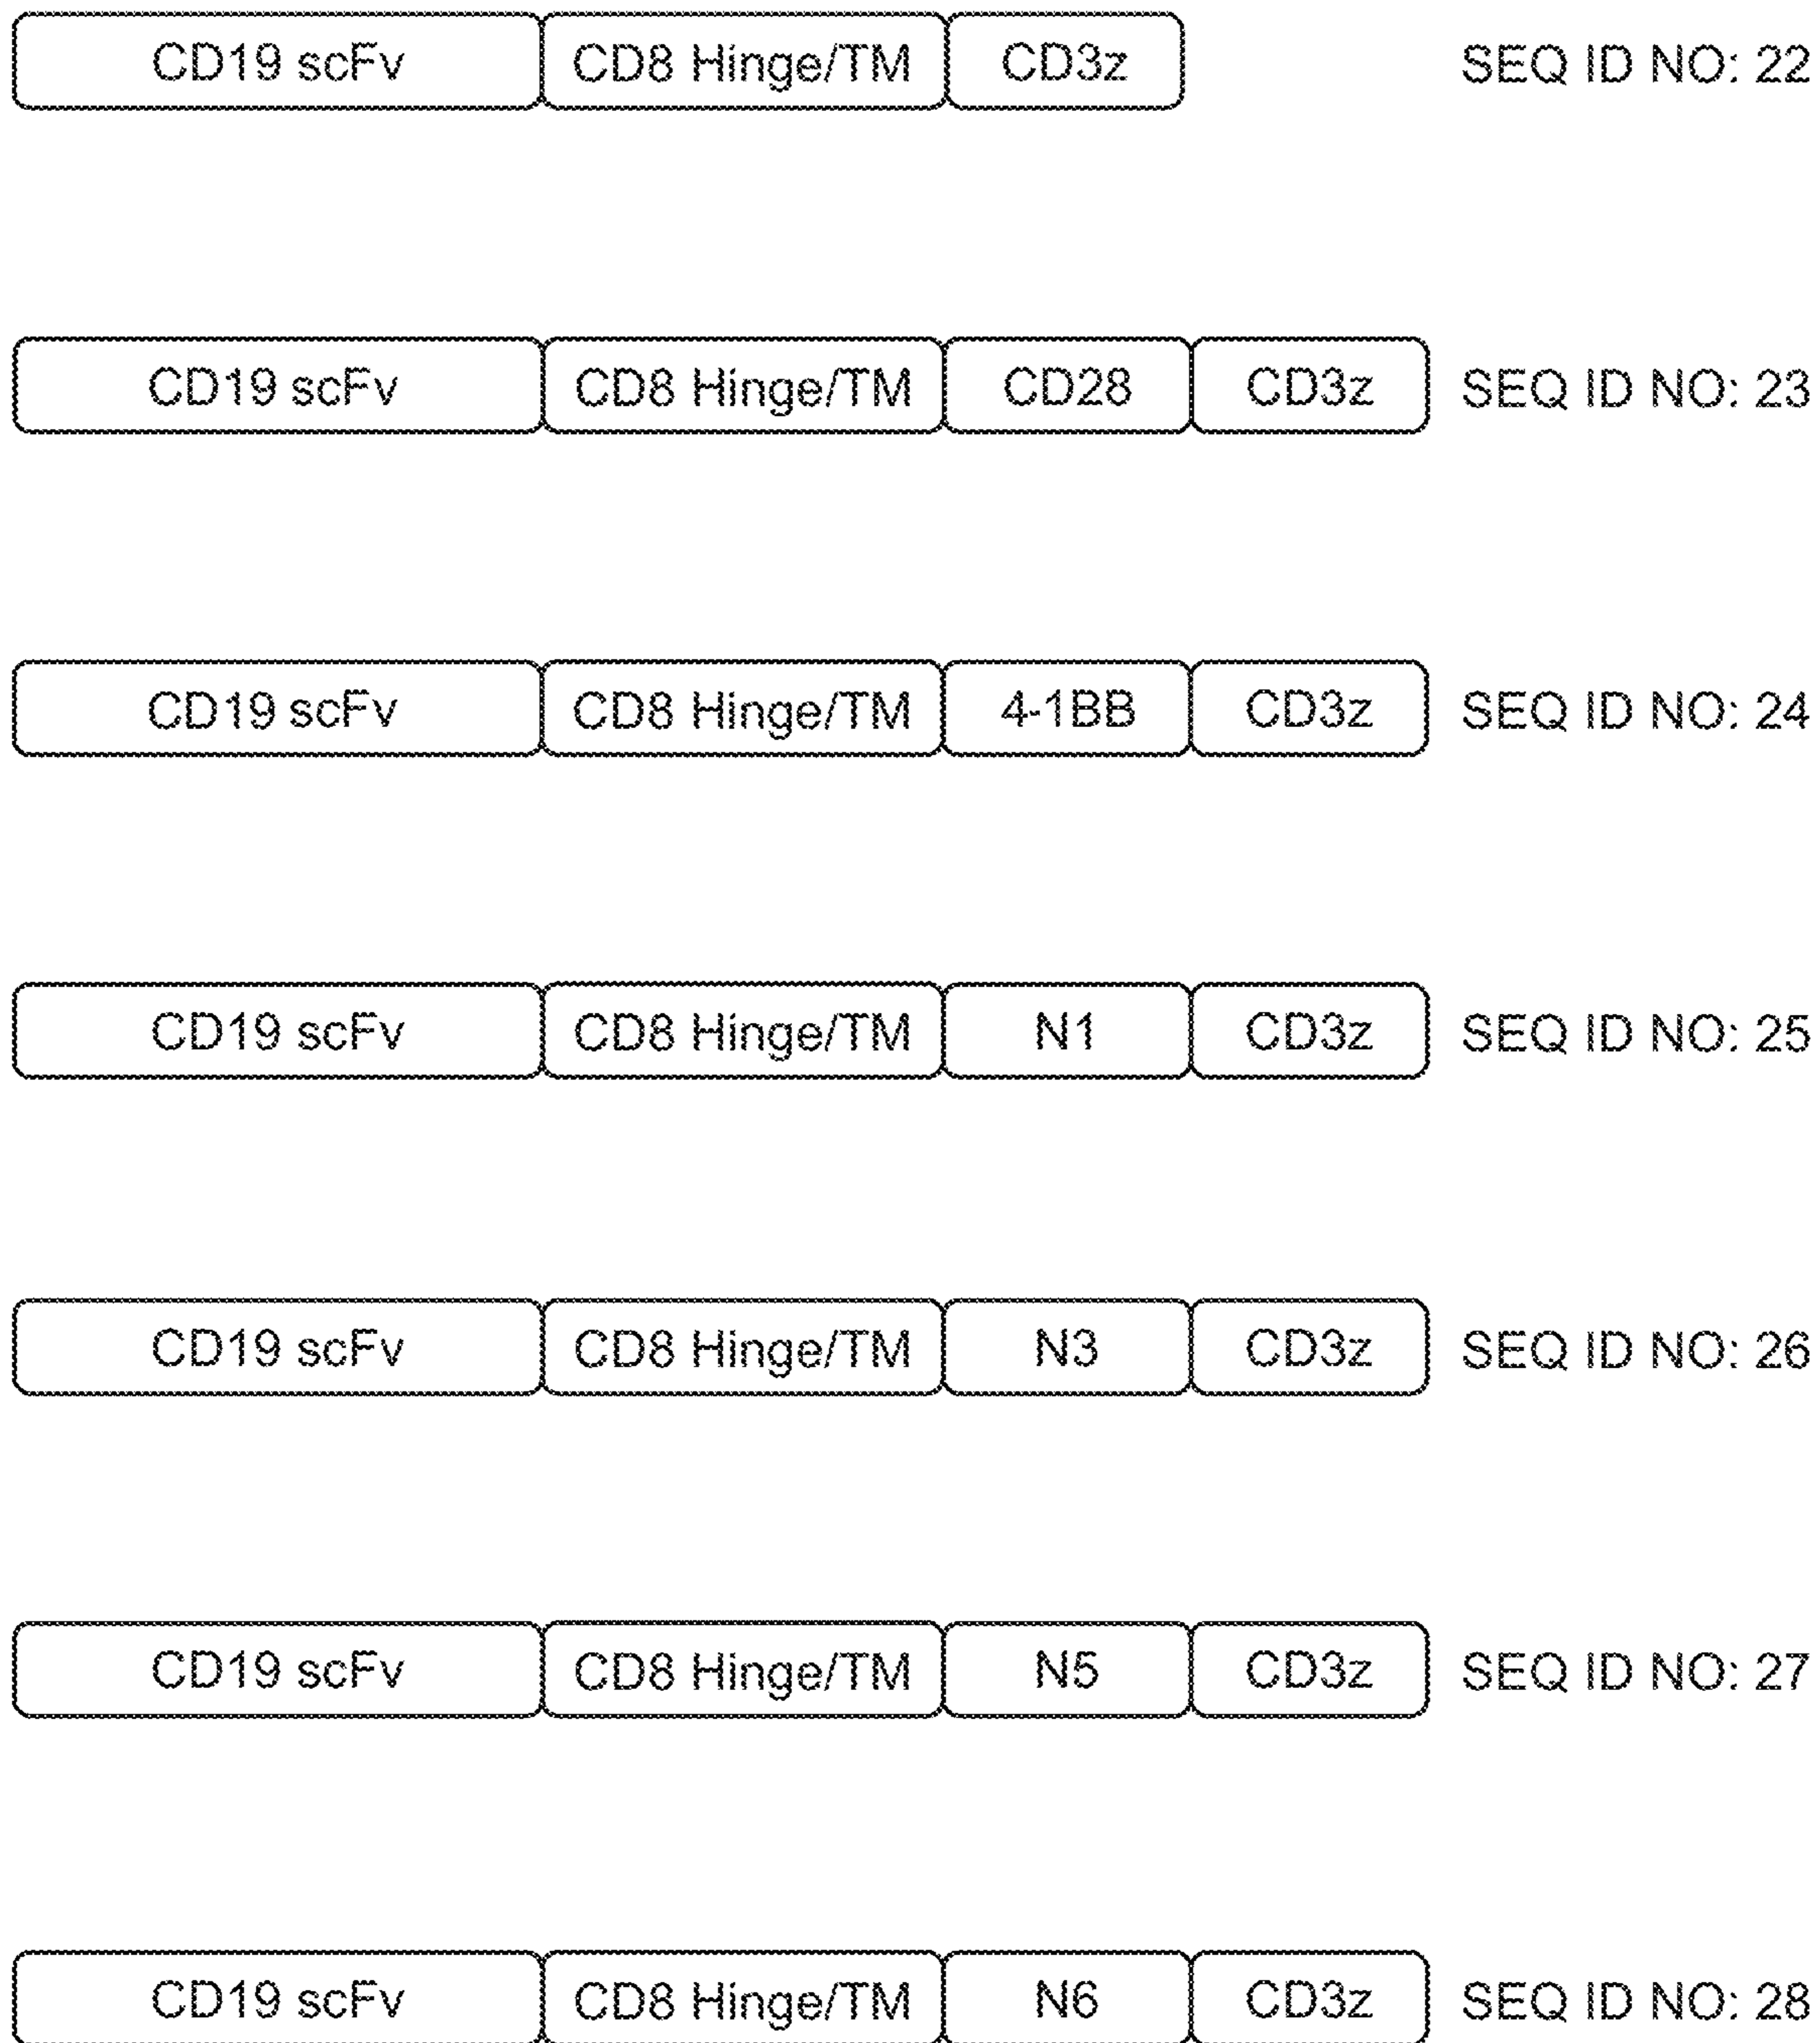 CD19 scFv CD8 Hinge/TM CD3z SEQ ID NO: 22
CD19 scFv CD8 Hinge/TM CD28 CD3z SEQ ID NO: 23
CD19 scFv CD8 Hinge/TM 4-1BB CD3z SEQ ID NO: 24
CD19 scFv CD8 Hinge/TM N1 CD3z SEQ ID NO: 25
CD19 scFv CD8 Hinge/TM N3 CD3z SEQ ID NO: 26
CD19 scFv CD8 Hinge/TM N5 CD3z SEQ ID NO: 27
CD19 scFv CD8 Hinge/TM N6 CD3z SEQ ID NO: 28